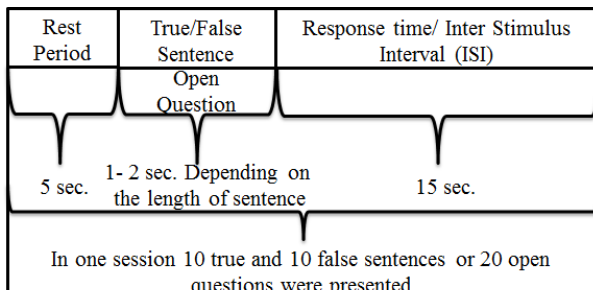 Rest Period
True/False Sentence
Response time/ Inter Stimulus Interval (ISI)
Open Question
5 sec.
1- 2 sec. Depending on
the length of sentence
15 sec.
In one session 10 true and 10 false sentences or 20 open
questions were presented